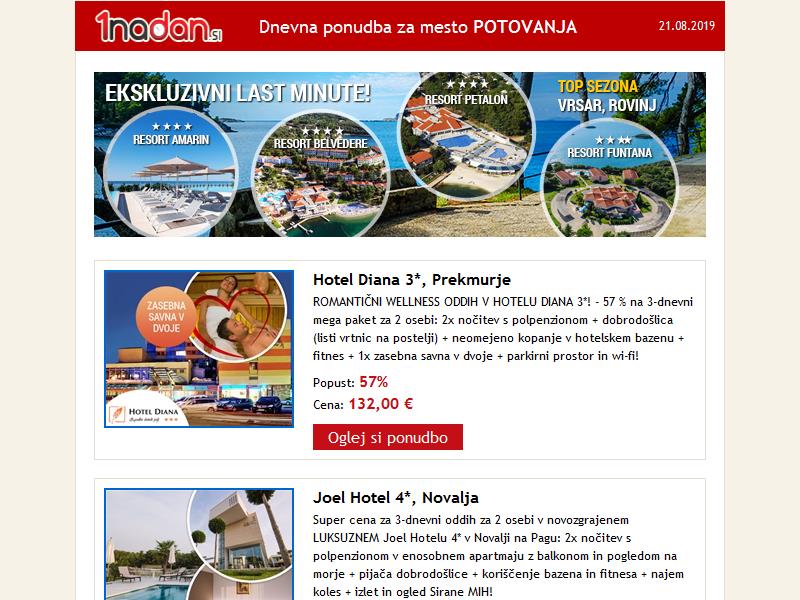 1nadan.si
Dnevna ponudba za mesto POTOVANJA
21.08.2019
EKSKLUZIVNI LAST MINUTE!
TOP SEZONA
VRSAR, ROVINJ
RESORT AMARIN
RESORT BELVEDERE
RESORT PETALON
RESORT FUNTANA
ZASEBNA
SAVNA V
DVOJE
HOTEL DIANA
Hotel Diana 3*, Prekmurje
ROMANTIČNI WELLNESS ODDIH V HOTELU DIANA 3*! - 57 % na 3-dnevni
mega paket za 2 osebi: 2x nočitev s polpenzionom + dobrodošlica
(listi vrtnic na postelji) + neomejeno kopanje v hotelskem bazenu +
fitnes + 1x zasebna savna v dvoje + parkirni prostor in wi-fi!
Popust: 57%
Cena: 132,00 €
Oglej si ponudbo
Joel Hotel 4*, Novalja
Super cena za 3-dnevni oddih za 2 osebi v novozgrajenem
LUKSUZNEM Joel Hotelu 4* v Novalji na Pagu: 2x nočitev s
polpenzionom v enosobnem apartmaju z balkonom in pogledom na
morje + pijača dobrodošlice + koriščenje bazena in fitnesa + najem
koles + izlet in ogled Sirane MIH!